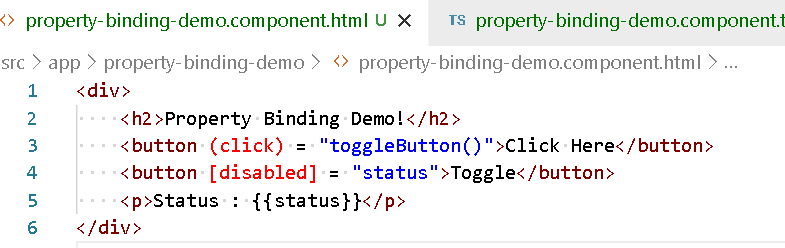 <> property-binding-demo.component.html U × TS property-binding-demo.component.t
src > app > property-binding-demo > <> property-binding-demo.component.html > ...
1 <div>
2 <h2>Property Binding Demo!</h2>
3 <button (click) = "toggleButton()">Click Here</button>
4 <button [disabled] = "status">Toggle</button>
5 <p>Status : {{status}}</p>
6 </div>